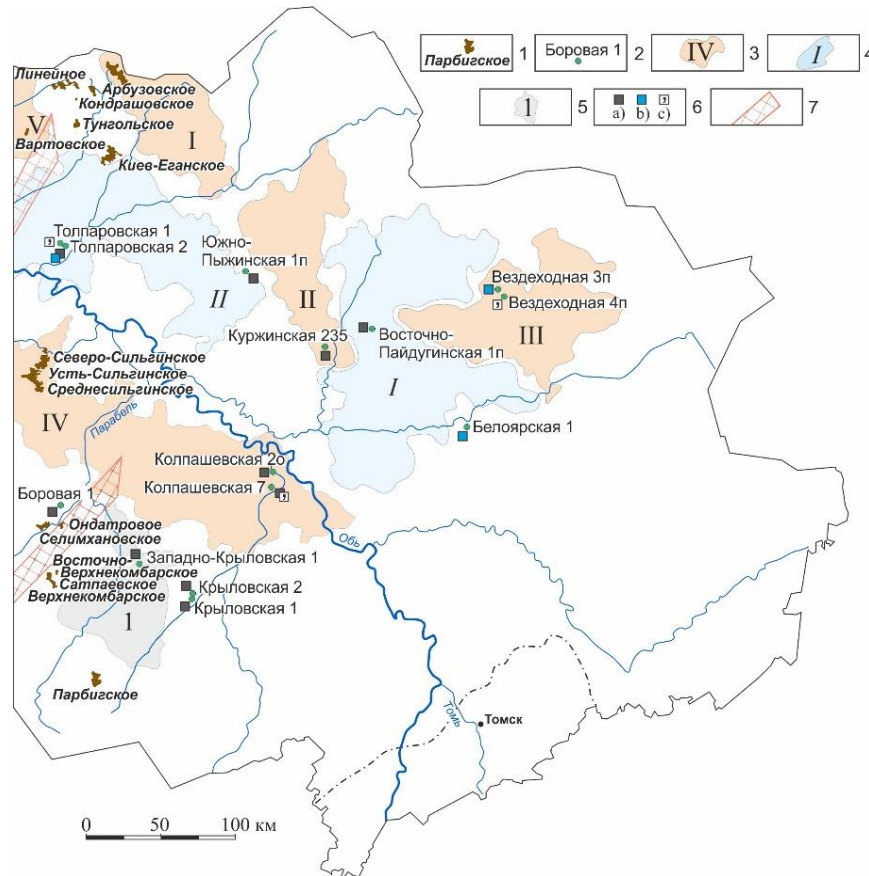 Парбигское 1
Боровая 1 2
IV 3
I 4
1 5
a) b) c) 6
7
Линейное
Арбузовское
Кондрашовское
V
Тунгольское
I
Вартовское
Киев-Еганское
Толпаровская 1
Толпаровская 2
Южно-
Пыжинская 1п
II
II
Вездеходная 3п
Вездеходная 4п
III
Куржинская 235
Восточно-
Пайдугинская 1п
I
Северо-Сильгинское
Усть-Сильгинское
Среднесильгинское
IV
Парабель
Белоярская 1
Колпашевская 2о
Колпашевская 7
Боровая 1
Ондатровое
Селимхановское
Обь
Западно-Крыловская 1
Восточно-
Верхнекомбарское
Сатпаевское
Верхнекомбарское
Крыловская 2
Крыловская 1
1
Парбигское
Томь
Томск
0 50 100 км